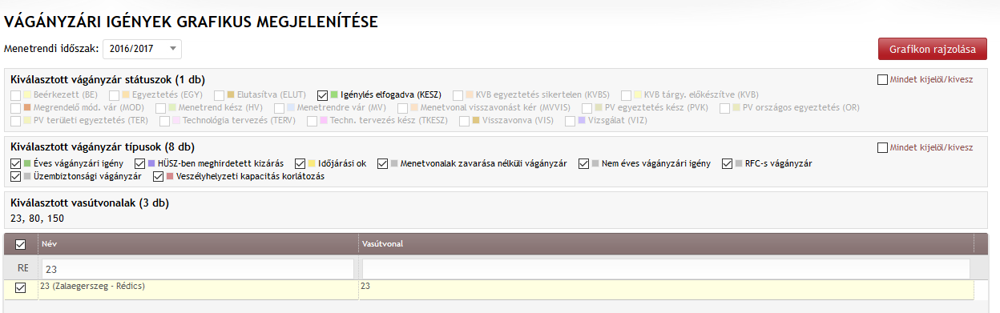 VÁGÁNYZÁRI IGÉNYEK GRAFIKUS MEGJELENÍTÉSE
Menetrendi időszak: 2016/2017 Grafikon rajzolása
Kiválasztott vágányzár státuszok (1 db) Mindet kijelöl/kivesz
Beérkezett (BE) Egyeztetés (EGY) Elutasítva (ELUT) Igénylés elfogadva (KESZ) KVB egyeztetés sikertelen (KVBS) KVB tárgy. előkészítve (KVB)
Megrendelő mód. vár (MOD) Menetrend kész (HV) Menetrendre vár (MV) Menetvonal visszavonást kér (MVVIS) PV egyeztetés kész (PVK) PV országos egyeztetés (OR)
PV területi egyeztetés (TER) Technológia tervezés (TERV) Techn. tervezés kész (TKESZ) Visszavonva (VIS) Vizsgálat (VIZ)
Kiválasztott vágányzár típusok (8 db) Mindet kijelöl/kivesz
Éves vágányzári igény HÜSZ-ben meghirdetett kizárás Időjárási ok Menetvonalak zavarása nélküli vágányzár Nem éves vágányzári igény RFC-s vágányzár
Üzembiztonsági vágányzár Veszélyhelyzeti kapacitás korlátozás
Kiválasztott vasútvonalak (3 db)
23, 80, 150
Név Vasútvonal
RE 23
23 (Zalaegerszeg - Rédics) 23